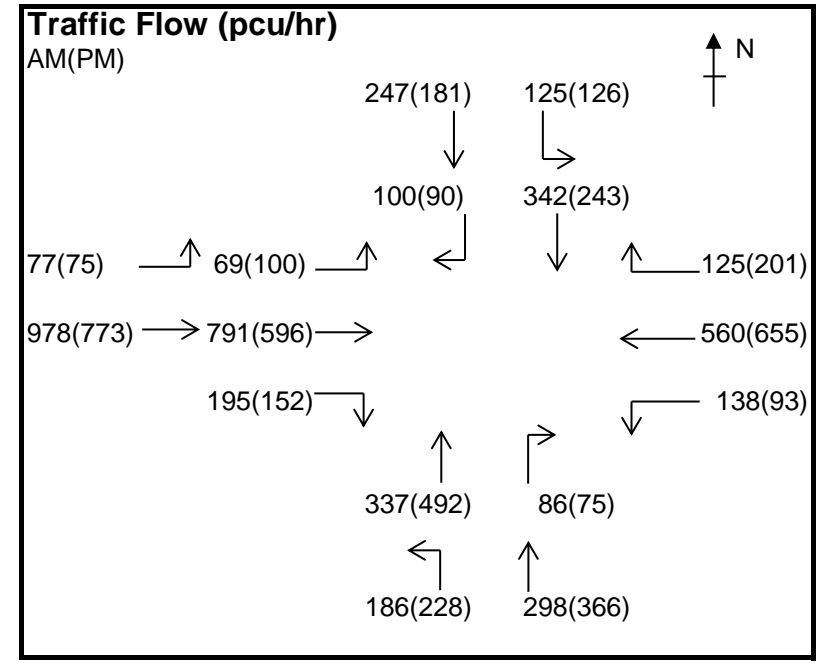 Traffic Flow (pcu/hr)
AM(PM)
N
247(181) 125(126)
100(90) 342(243)
77(75) 69(100) 125(201)
978(773) 791(596) 560(655)
195(152) 138(93)
337(492) 86(75)
186(228) 298(366)